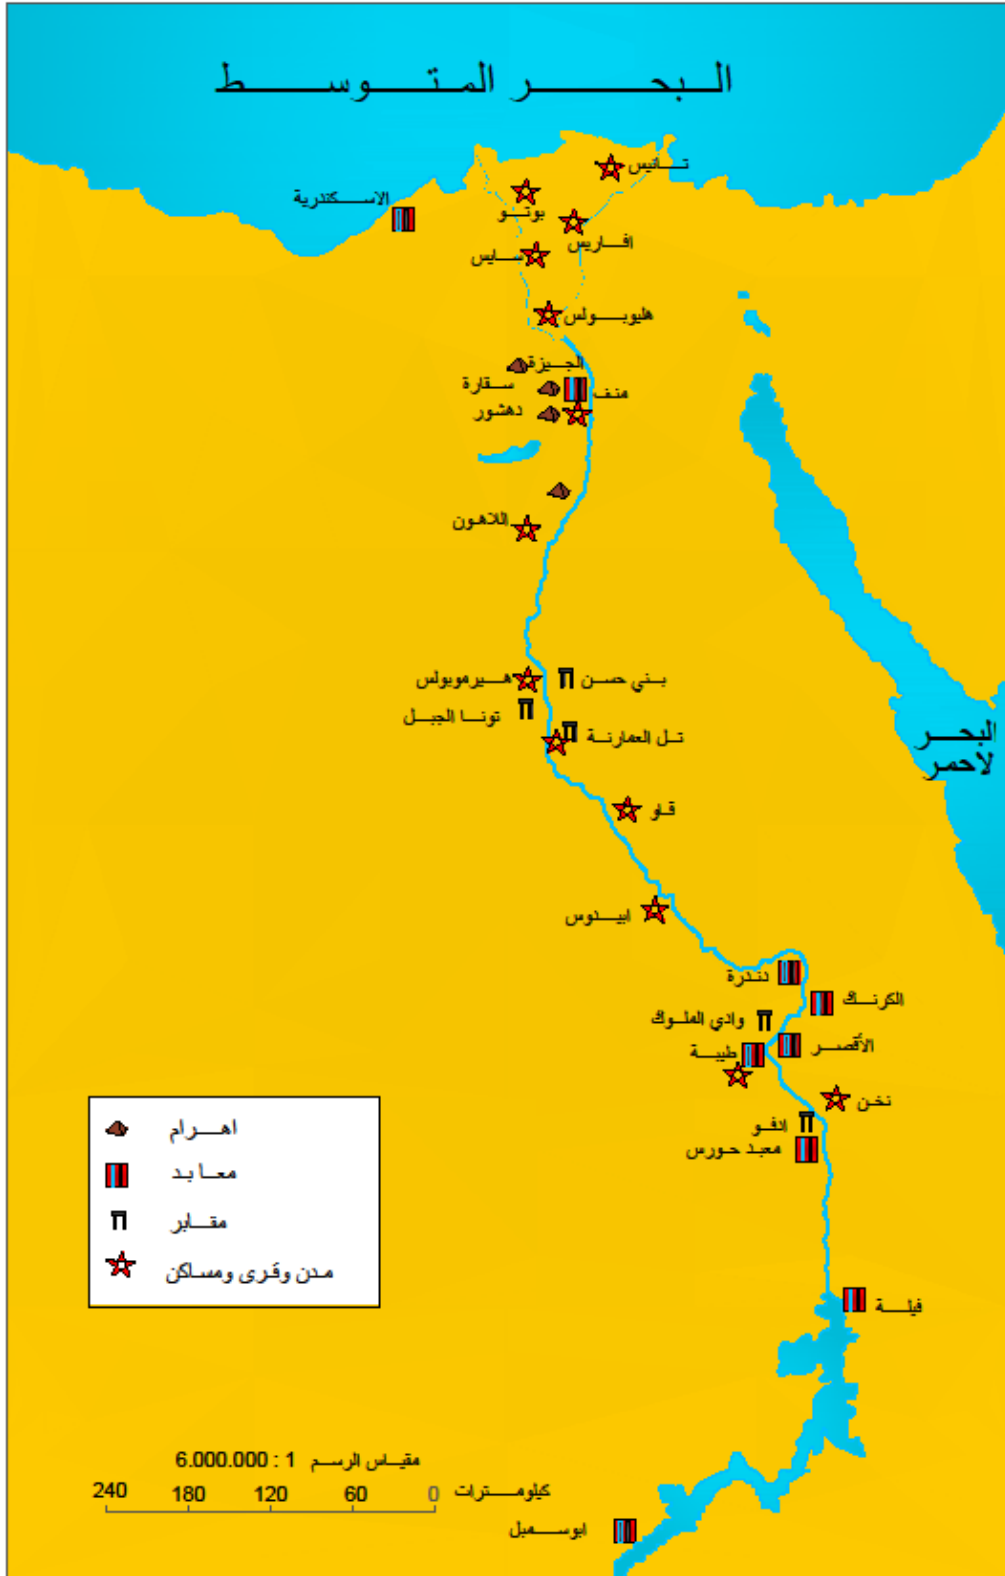 البحر المتوسط
تانيس
الاسكندرية
بوتو
افاريس
سايس
هليوبولس
الجيزة
سقارة
منف
دهشور
اللاهون
هيرموبولس
بني حسن
تونا الجبل
تل العمارنة
البحر
لاحمر
قاو
ابيدوس
دندرة
الكرنك
وادي الملوك
الأقصر
طيبة
نخن
ادفو
معبد حورس
اهرام
معابد
مقابر
مدن وقرى ومساكن
فيلة
مقياس الرسم 1 : 6.000.000
كيلومترات 0 60 120 180 240
ابوسمبل